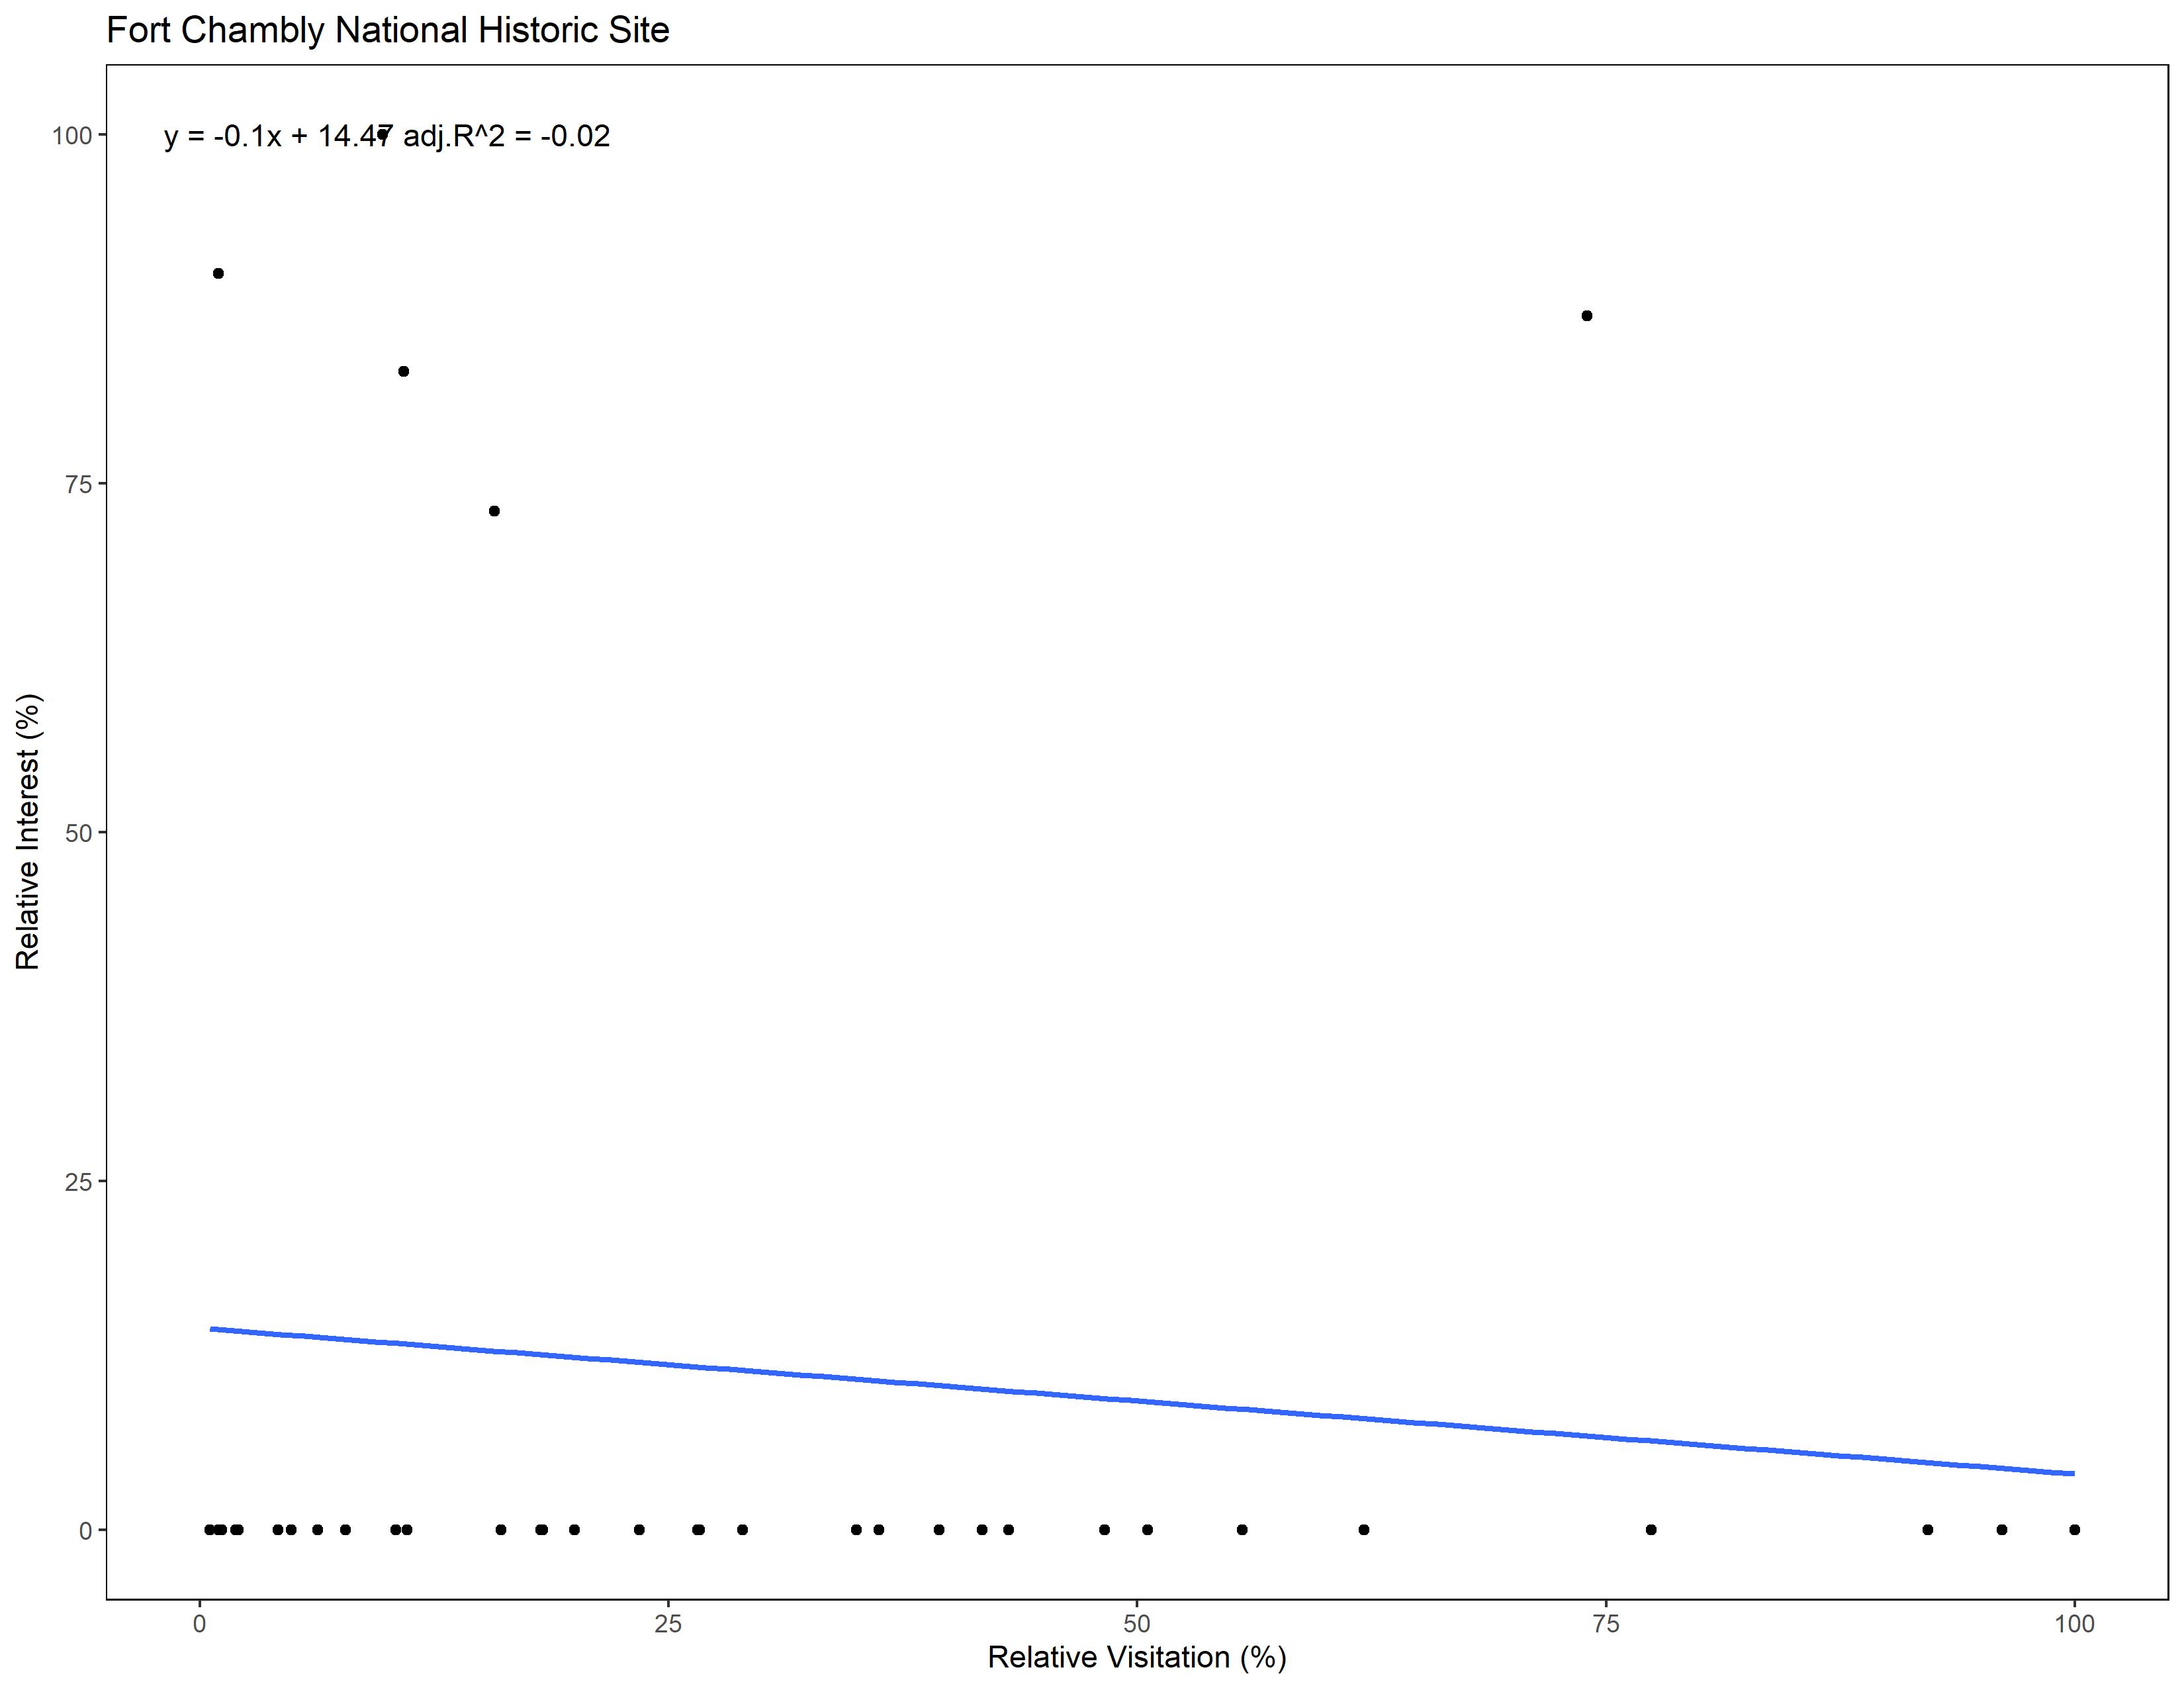 Fort Chambly National Historic Site
y = -0.1x + 14.47 adj.R^2 = -0.02
100
75
50
25
0
Relative Interest (%)
0 25 50 75 100
Relative Visitation (%)